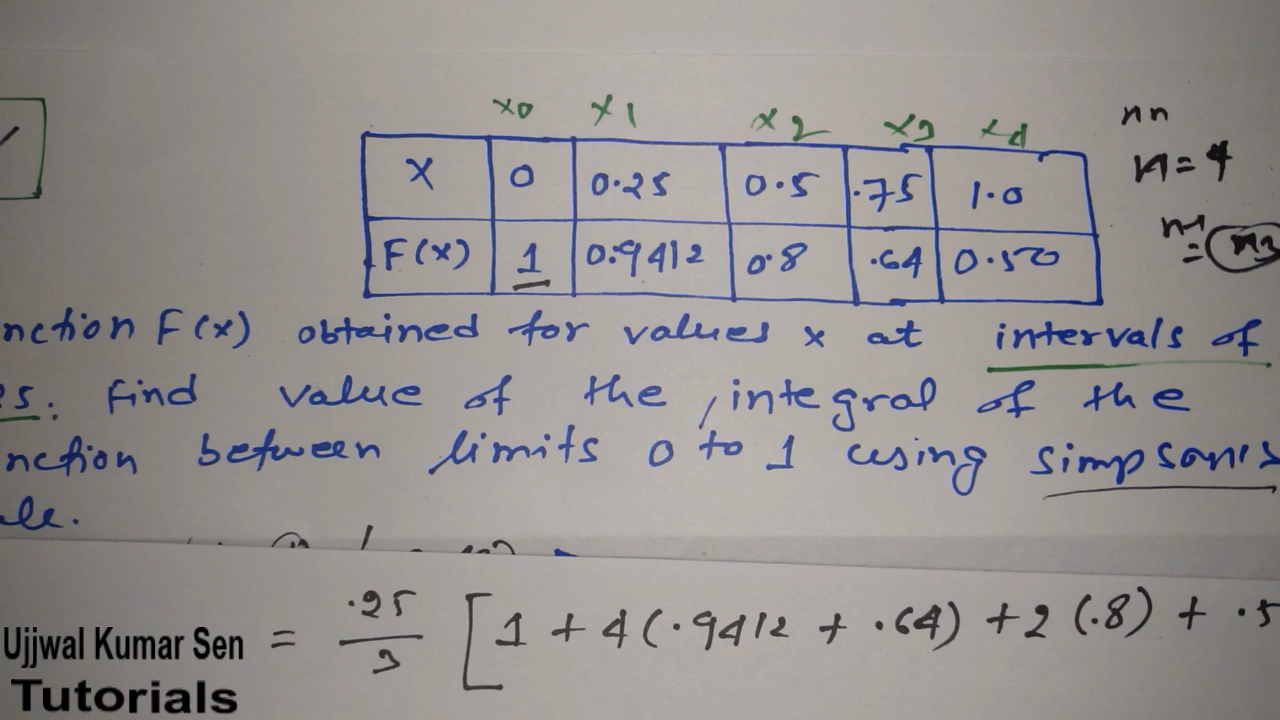 x0 x1 x2 x3 x4
nn
X 0 0.25 0.5 .75 1.0
n=4
F(x) 1 0.9412 0.8 .64 0.50
nction F(x) obtained for values x at intervals of
es. Find value of the integral of the
nction between limits 0 to 1 using simpson's
ule.
= .25/3 [1 + 4(.9412 + .64) + 2(.8) + .5
Ujjwal Kumar Sen
Tutorials